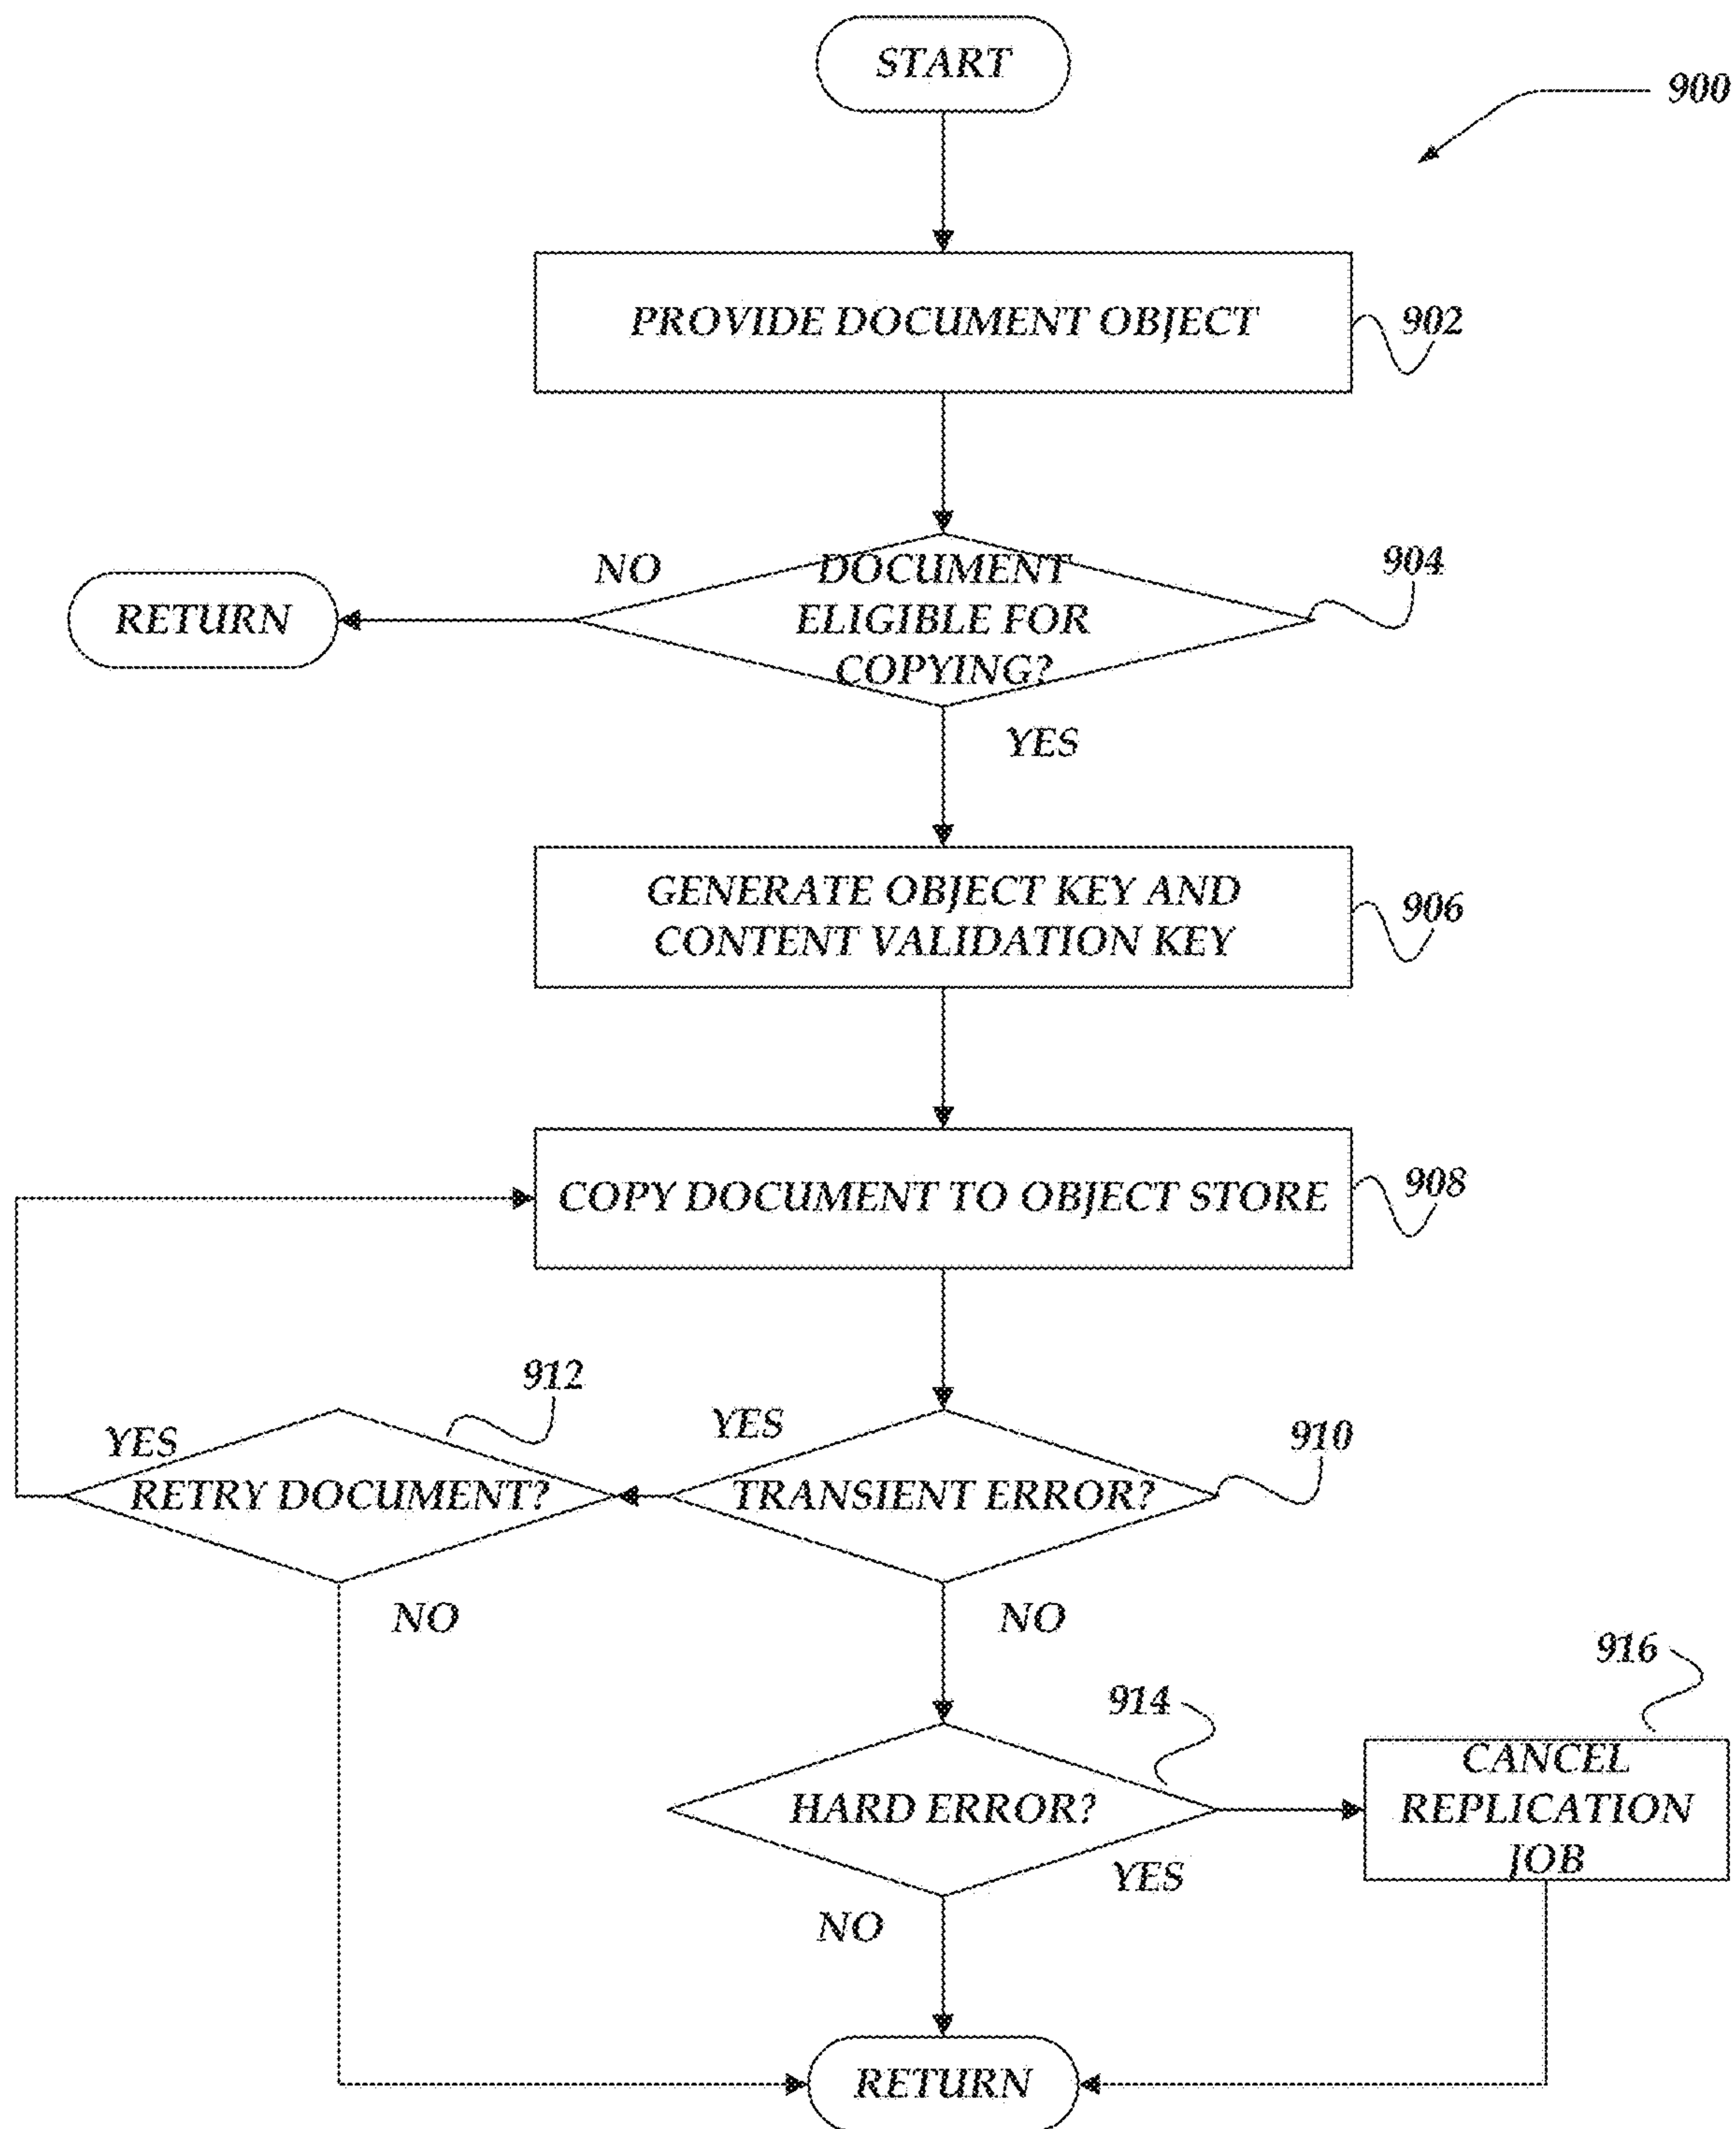 START
900
PROVIDE DOCUMENT OBJECT
902
NO
DOCUMENT
ELIGIBLE FOR
COPYING?
904
RETURN
YES
GENERATE OBJECT KEY AND
CONTENT VALIDATION KEY
906
COPY DOCUMENT TO OBJECT STORE
908
912
YES
RETRY DOCUMENT?
NO
YES
TRANSIENT ERROR?
910
NO
914
HARD ERROR?
YES
916
CANCEL
REPLICATION
JOB
NO
RETURN